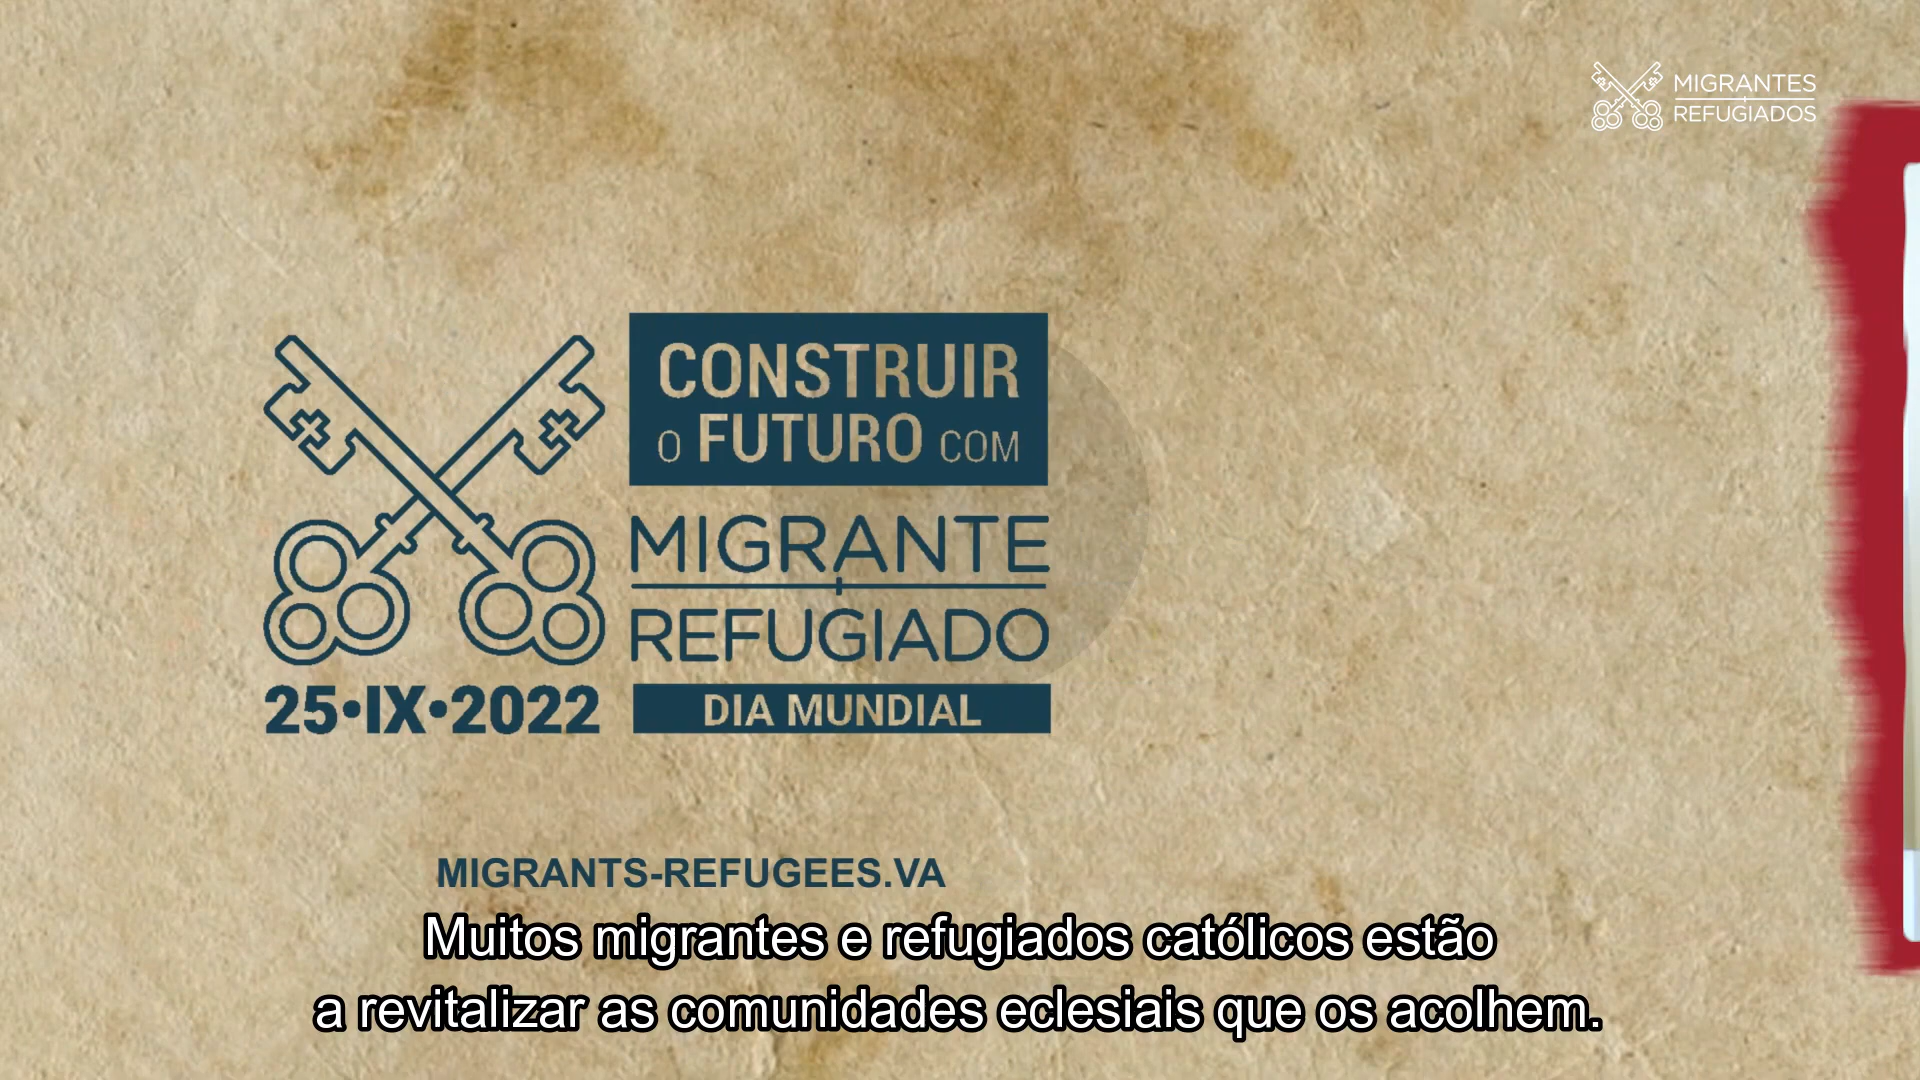 MIGRANTES
REFUGIADOS
CONSTRUIR
O FUTURO COM
MIGRANTE
REFUGIADO
25•IX•2022
DIA MUNDIAL
MIGRANTS-REFUGEES.VA
Muitos migrantes e refugiados católicos estão
a revitalizar as comunidades eclesiais que os acolhem.